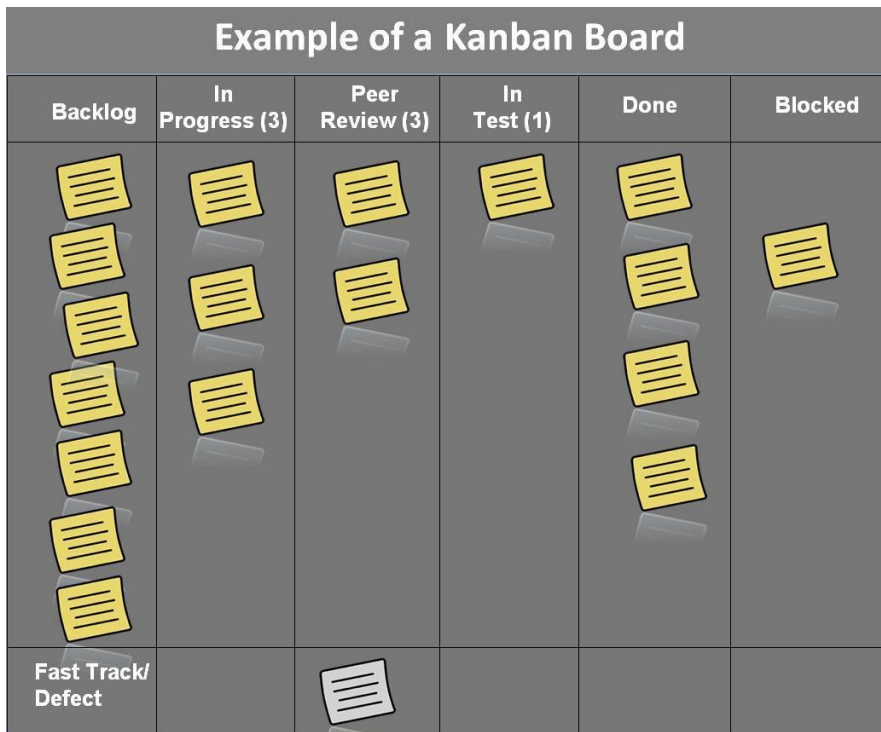 Example of a Kanban Board
Backlog
In
Progress (3)
Peer
Review (3)
In
Test (1)
Done
Blocked
Fast Track/
Defect